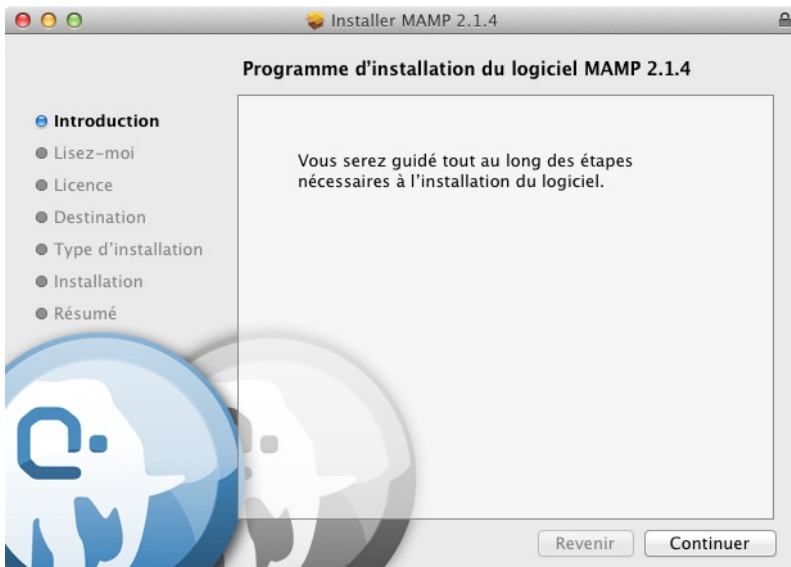 Installer MAMP 2.1.4
Programme d'installation du logiciel MAMP 2.1.4
Introduction
Lisez-moi
Licence
Destination
Type d'installation
Installation
Résumé
Vous serez guidé tout au long des étapes
nécessaires à l'installation du logiciel.
Revenir
Continuer